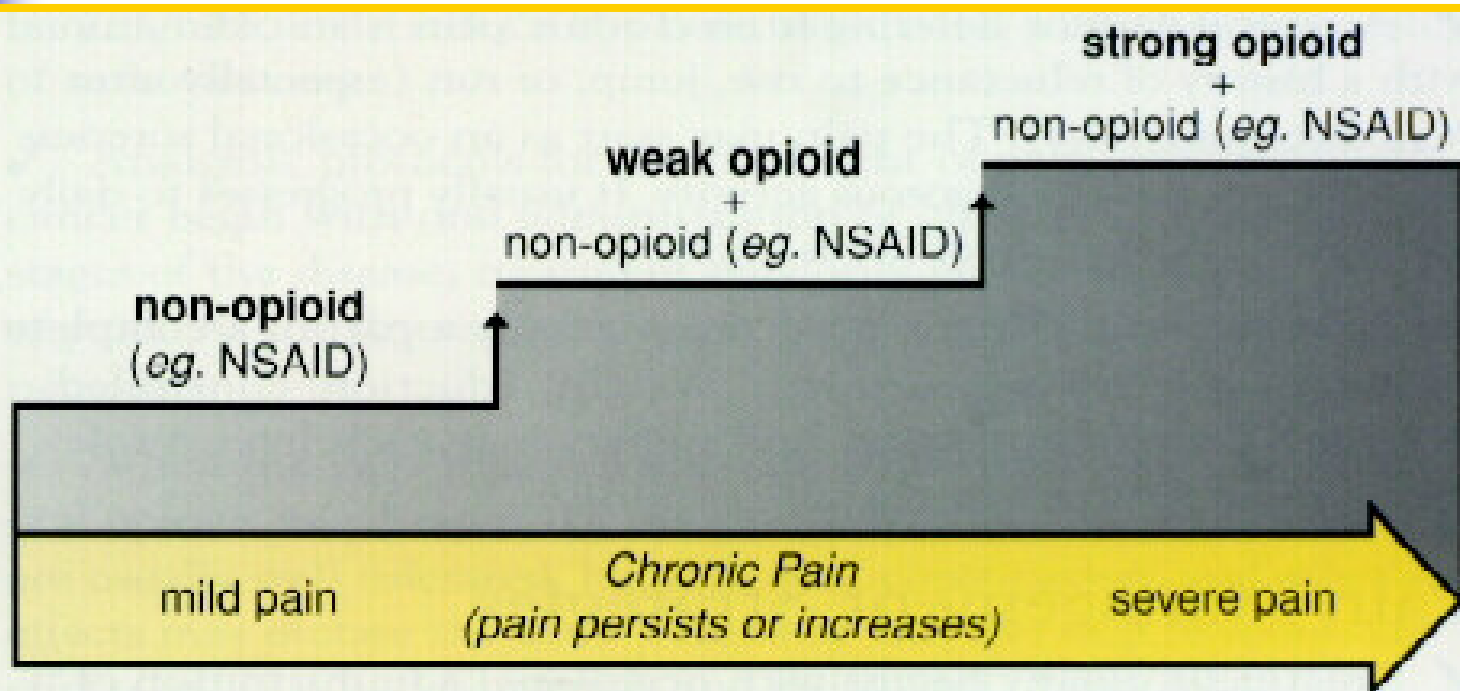 strong opioid
+
non-opioid (eg. NSAID)
weak opioid
+
non-opioid (eg. NSAID)
non-opioid
(eg. NSAID)
mild pain
Chronic Pain
(pain persists or increases)
severe pain